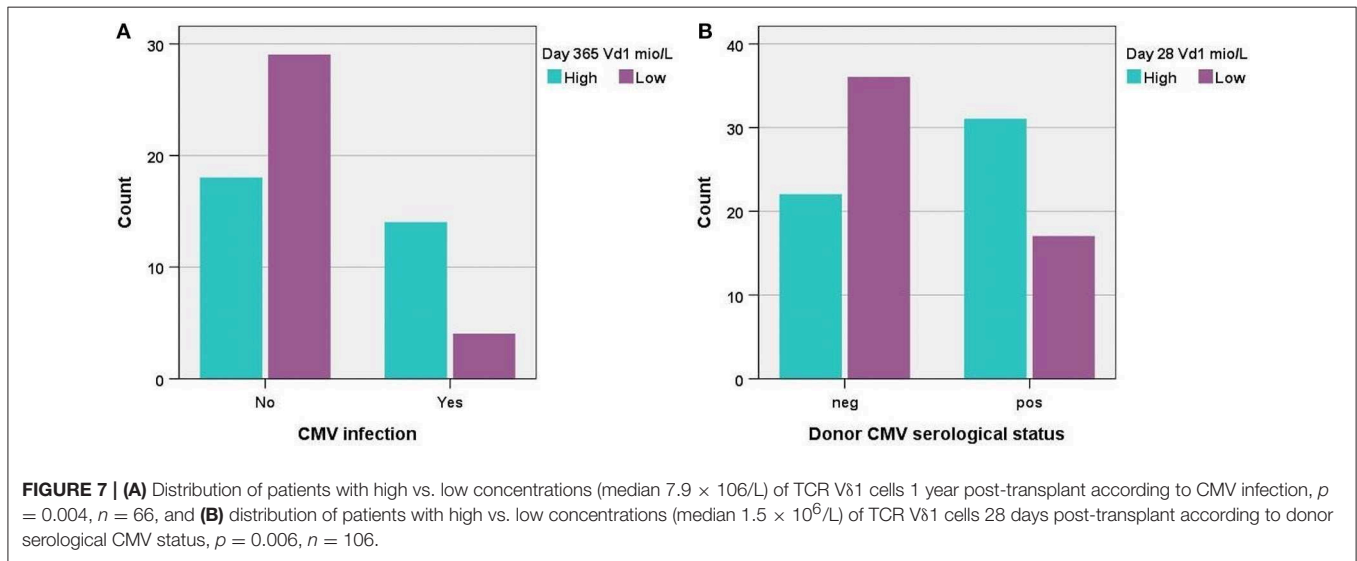 A
Day 365 Vd1 mio/L
High Low
30
20
10
0
Count
No Yes
CMV infection
B
Day 28 Vd1 mio/L
High Low
40
30
20
10
0
Count
neg pos
Donor CMV serological status
FIGURE 7 | (A) Distribution of patients with high vs. low concentrations (median 7.9 × 106/L) of TCR Vδ1 cells 1 year post-transplant according to CMV infection, p
= 0.004, n = 66, and (B) distribution of patients with high vs. low concentrations (median 1.5 × 10⁶/L) of TCR Vδ1 cells 28 days post-transplant according to donor
serological CMV status, p = 0.006, n = 106.